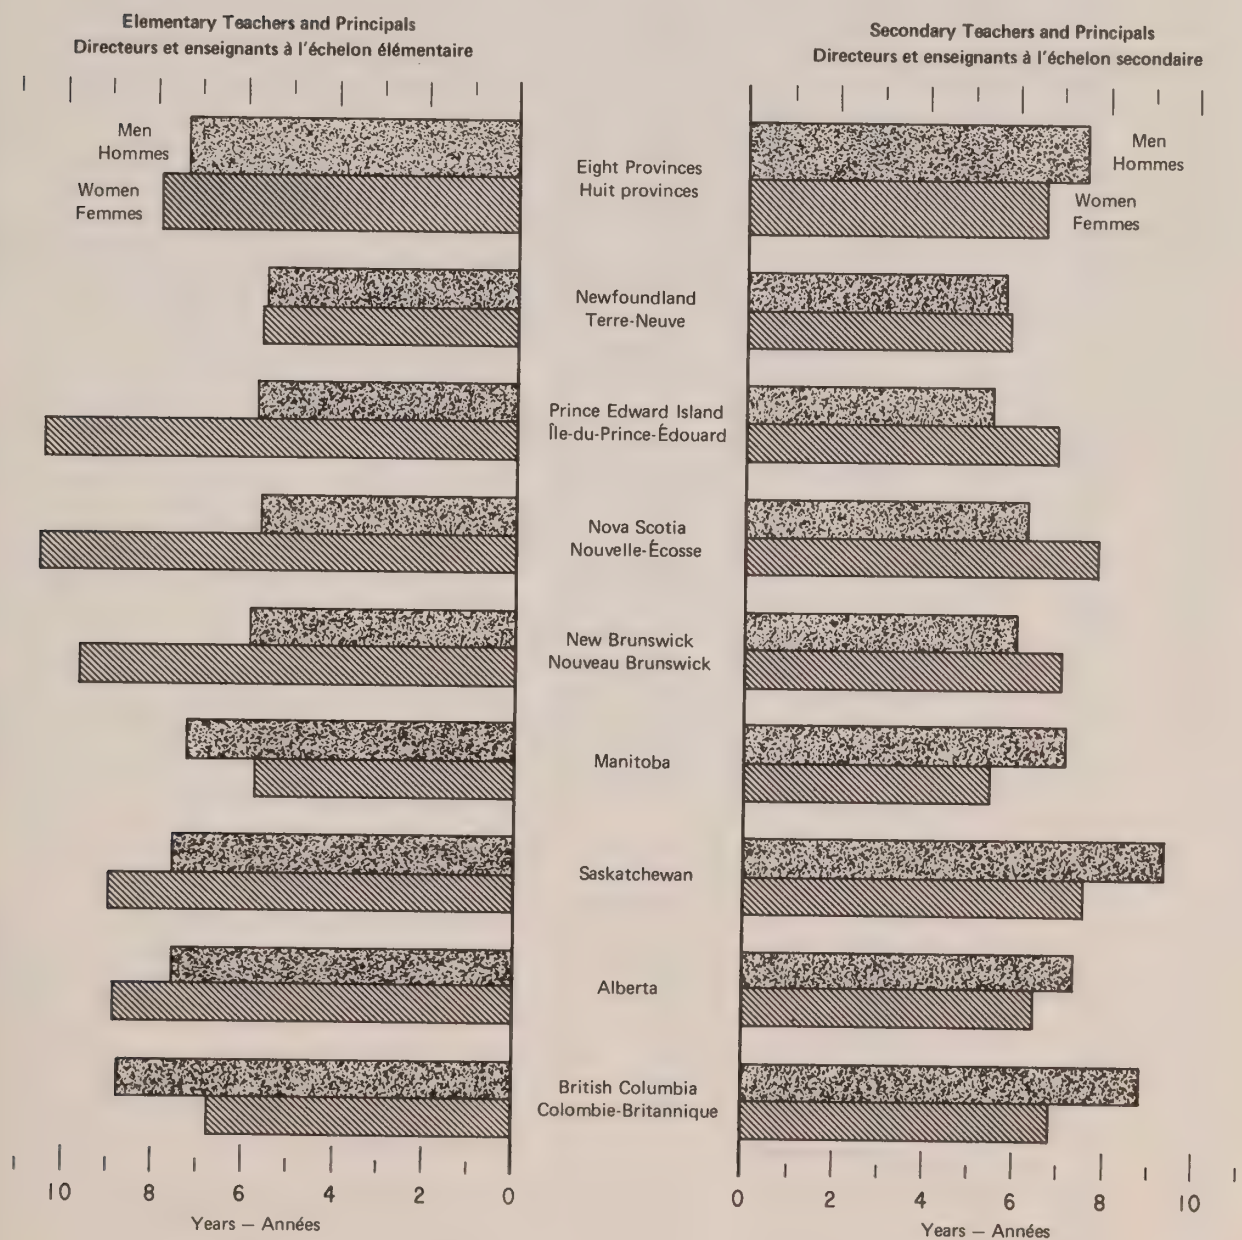 Elementary Teachers and Principals
Directeurs et enseignants à l'échelon élémentaire
Secondary Teachers and Principals
Directeurs et enseignants à l'échelon secondaire
Men
Hommes
Women
Femmes
Eight Provinces
Huit provinces
Men
Hommes
Women
Femmes
Newfoundland
Terre-Neuve
Prince Edward Island
Île-du-Prince-Édouard
Nova Scotia
Nouvelle-Écosse
New Brunswick
Nouveau Brunswick
Manitoba
Saskatchewan
Alberta
British Columbia
Colombie-Britannique
10 8 6 4 2 0
Years — Années
0 2 4 6 8 10
Years — Années